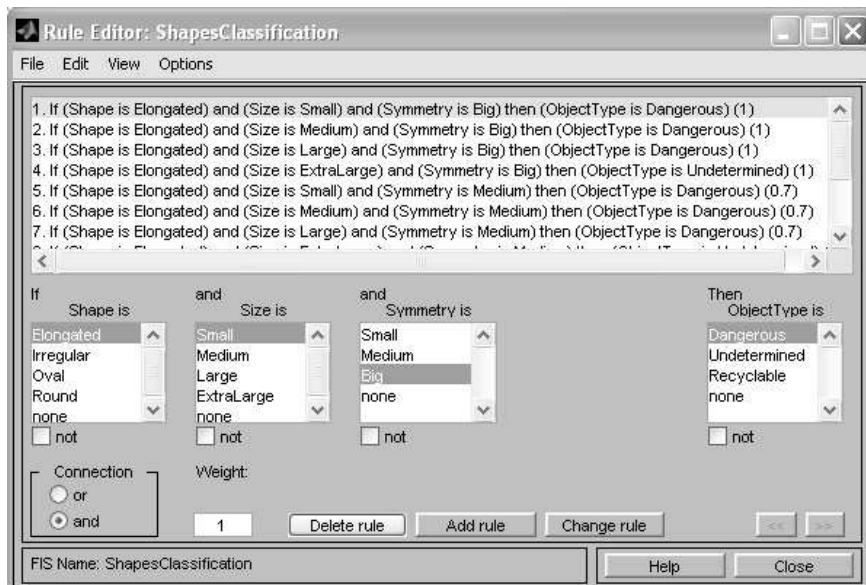 Rule Editor: ShapesClassification
File Edit View Options
1. If (Shape is Elongated) and (Size is Small) and (Symmetry is Big) then (ObjectType is Dangerous) (1)
2. If (Shape is Elongated) and (Size is Medium) and (Symmetry is Big) then (ObjectType is Dangerous) (1)
3. If (Shape is Elongated) and (Size is Large) and (Symmetry is Big) then (ObjectType is Dangerous) (1)
4. If (Shape is Elongated) and (Size is ExtraLarge) and (Symmetry is Big) then (ObjectType is Undetermined) (1)
5. If (Shape is Elongated) and (Size is Small) and (Symmetry is Medium) then (ObjectType is Dangerous) (0.7)
6. If (Shape is Elongated) and (Size is Medium) and (Symmetry is Medium) then (ObjectType is Dangerous) (0.7)
7. If (Shape is Elongated) and (Size is Large) and (Symmetry is Medium) then (ObjectType is Dangerous) (0.7)
If and and Then
Shape is Size is Symmetry is ObjectType is
Elongated Small Small Dangerous
Irregular Medium Medium Undetermined
Oval Large Big Recyclable
Round ExtraLarge none none
none none
not not not not
Connection Weight:
or
and 1 Delete rule Add rule Change rule << >>
FIS Name: ShapesClassification Help Close